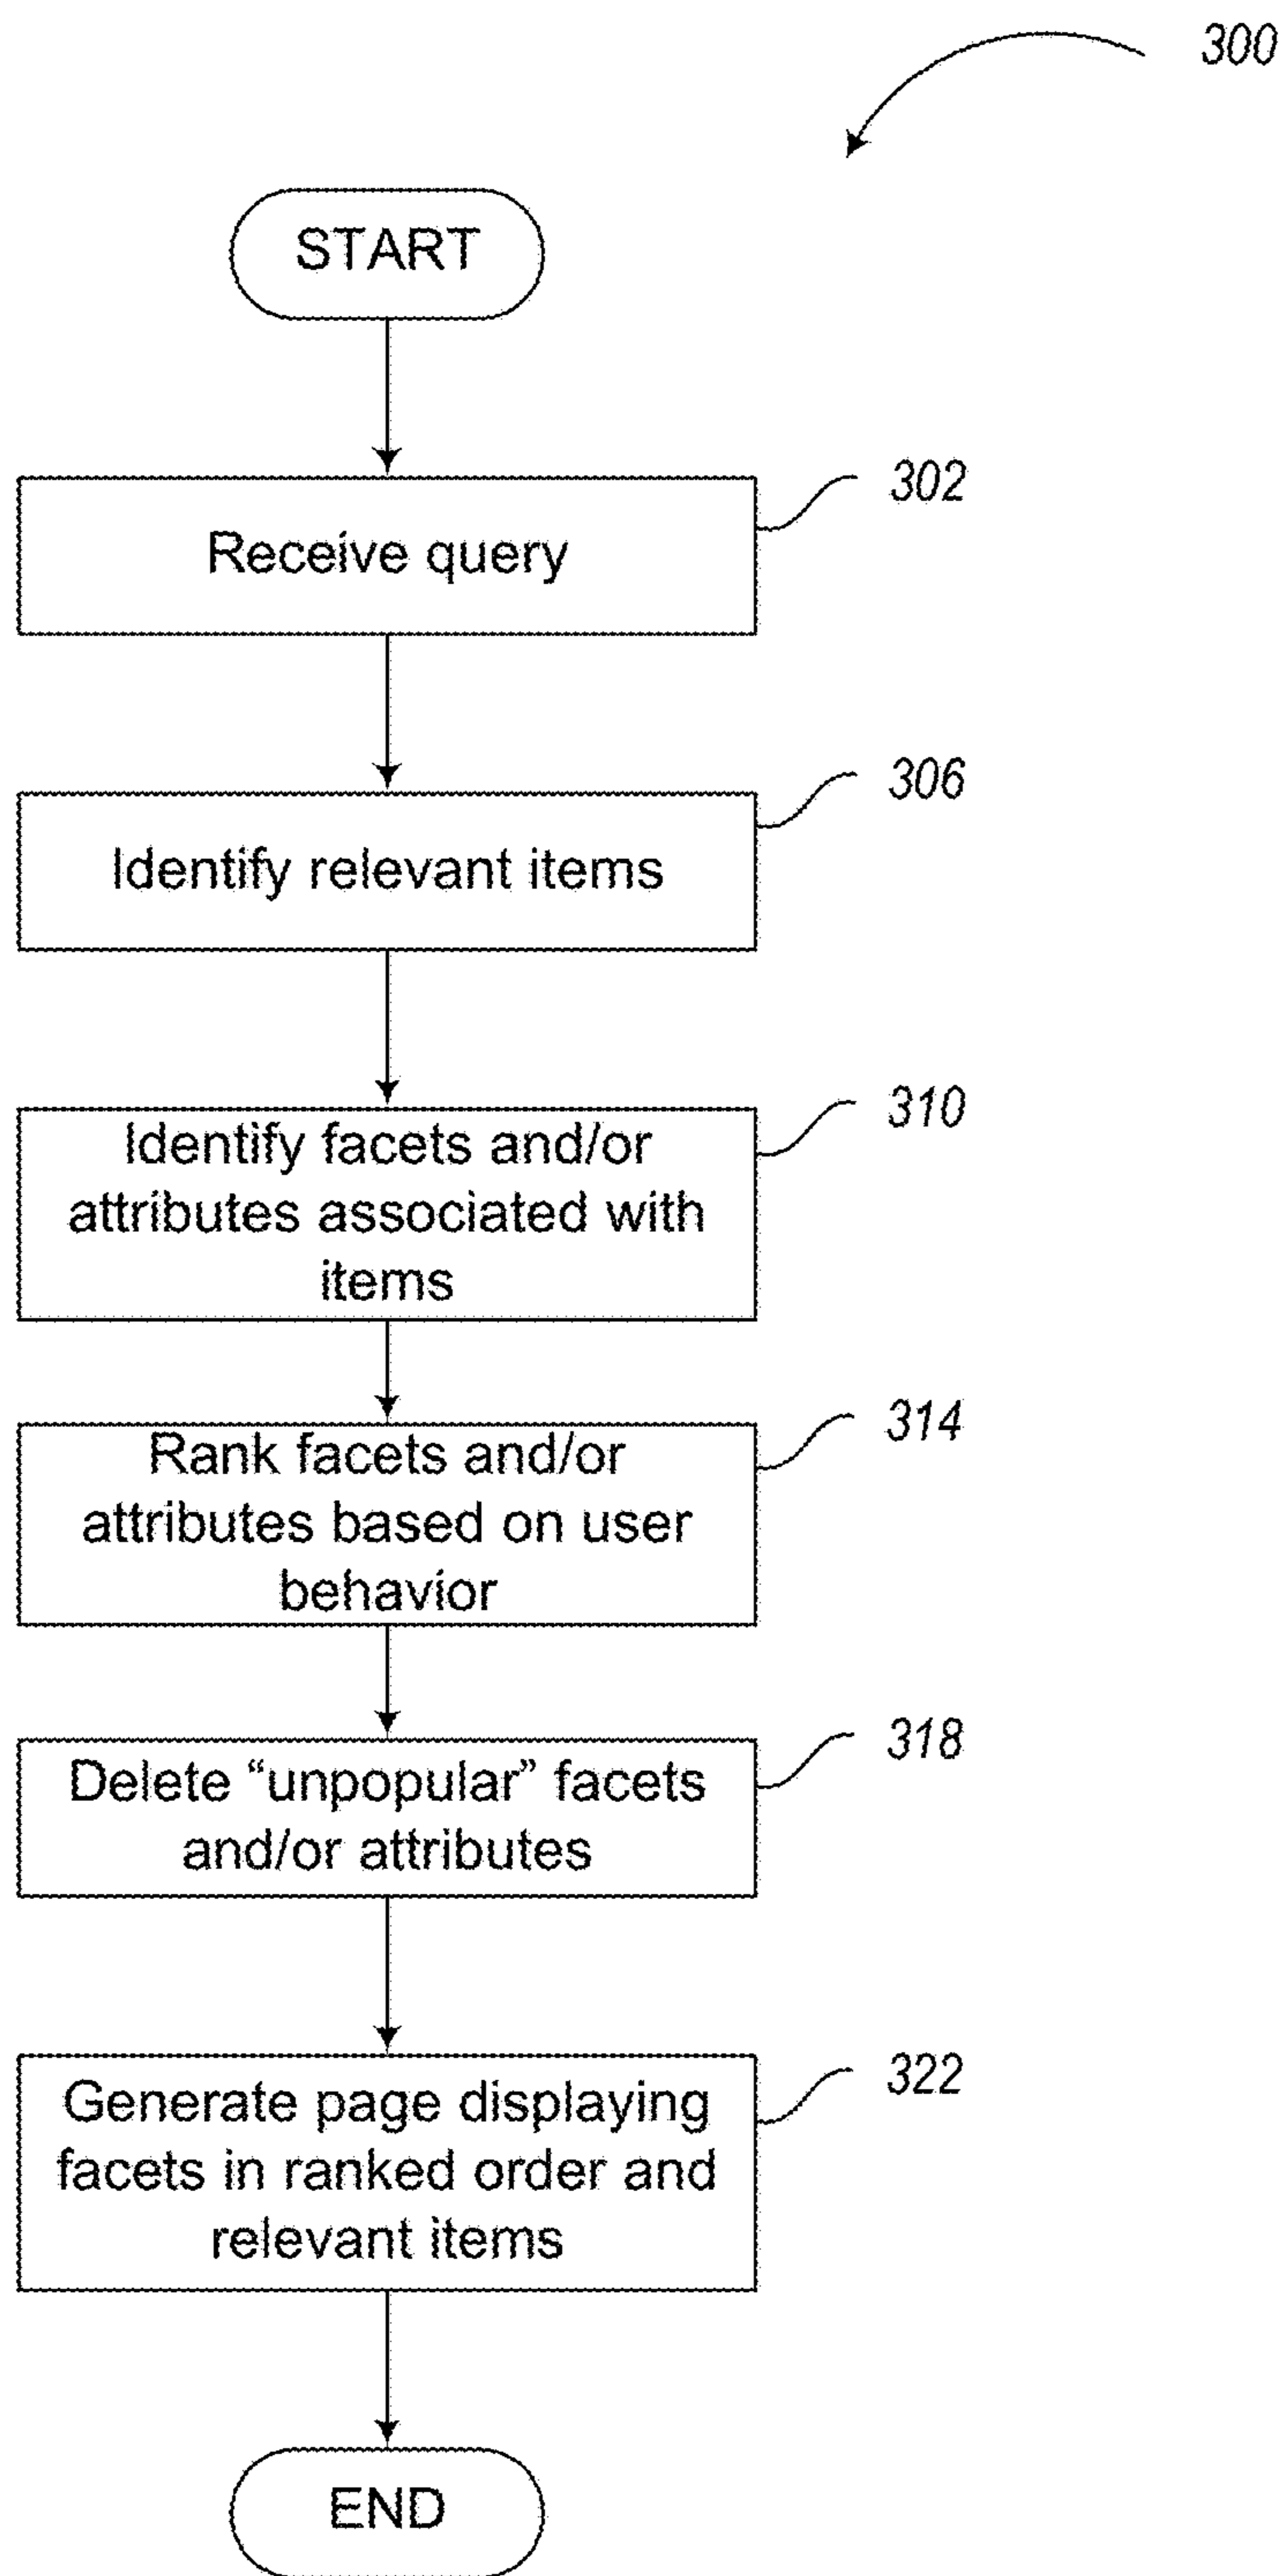 300
START
302
Receive query
306
Identify relevant items
310
Identify facets and/or
attributes associated with
items
314
Rank facets and/or
attributes based on user
behavior
318
Delete “unpopular” facets
and/or attributes
322
Generate page displaying
facets in ranked order and
relevant items
END